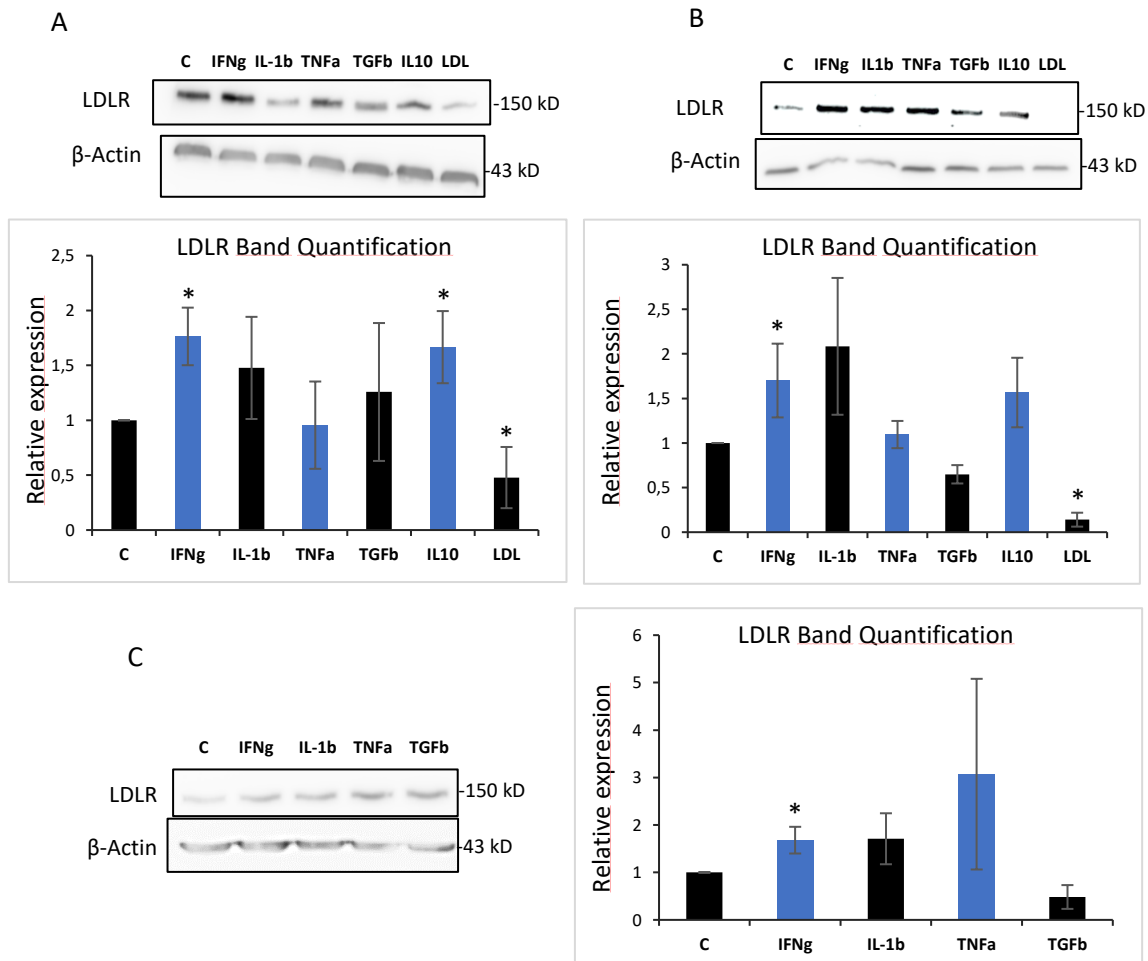 A
C IFNg IL-1b TNFa TGFb IL10 LDL
LDLR
-150 kD
β-Actin
-43 kD
LDLR Band Quantification
Relative expression
2,5
2
1,5
1
0,5
0
*
*
*
C IFNg IL-1b TNFa TGFb IL10 LDL
B
C IFNg IL1b TNFa TGFb IL10 LDL
LDLR
-150 kD
β-Actin
-43 kD
LDLR Band Quantification
Relative expression
3
2,5
2
1,5
1
0,5
0
*
*
C IFNg IL-1b TNFa TGFb IL10 LDL
C
C IFNg IL-1b TNFa TGFb
LDLR
-150 kD
β-Actin
-43 kD
LDLR Band Quantification
Relative expression
6
5
4
3
2
1
0
*
C IFNg IL-1b TNFa TGFb